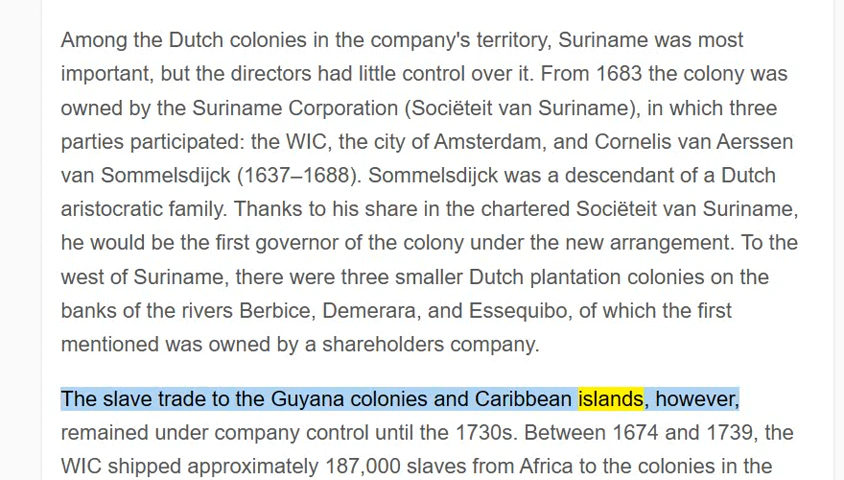 Among the Dutch colonies in the company's territory, Suriname was most
important, but the directors had little control over it. From 1683 the colony was
owned by the Suriname Corporation (Sociëteit van Suriname), in which three
parties participated: the WIC, the city of Amsterdam, and Cornelis van Aerssen
van Sommelsdijck (1637–1688). Sommelsdijck was a descendant of a Dutch
aristocratic family. Thanks to his share in the chartered Sociëteit van Suriname,
he would be the first governor of the colony under the new arrangement. To the
west of Suriname, there were three smaller Dutch plantation colonies on the
banks of the rivers Berbice, Demerara, and Essequibo, of which the first
mentioned was owned by a shareholders company.
The slave trade to the Guyana colonies and Caribbean islands, however,
remained under company control until the 1730s. Between 1674 and 1739, the
WIC shipped approximately 187,000 slaves from Africa to the colonies in the